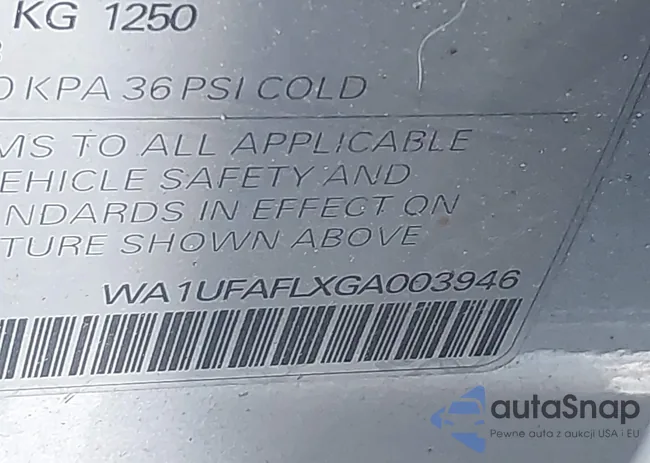 KG 1250
0 KPA 36 PSI COLD
MS TO ALL APPLICABLE
EHICLE SAFETY AND
NDARDS IN EFFECT ON
TURE SHOWN ABOVE
WA1UFAFLXGA003946
autaSnap
Pewne auta z aukcji USA i EU